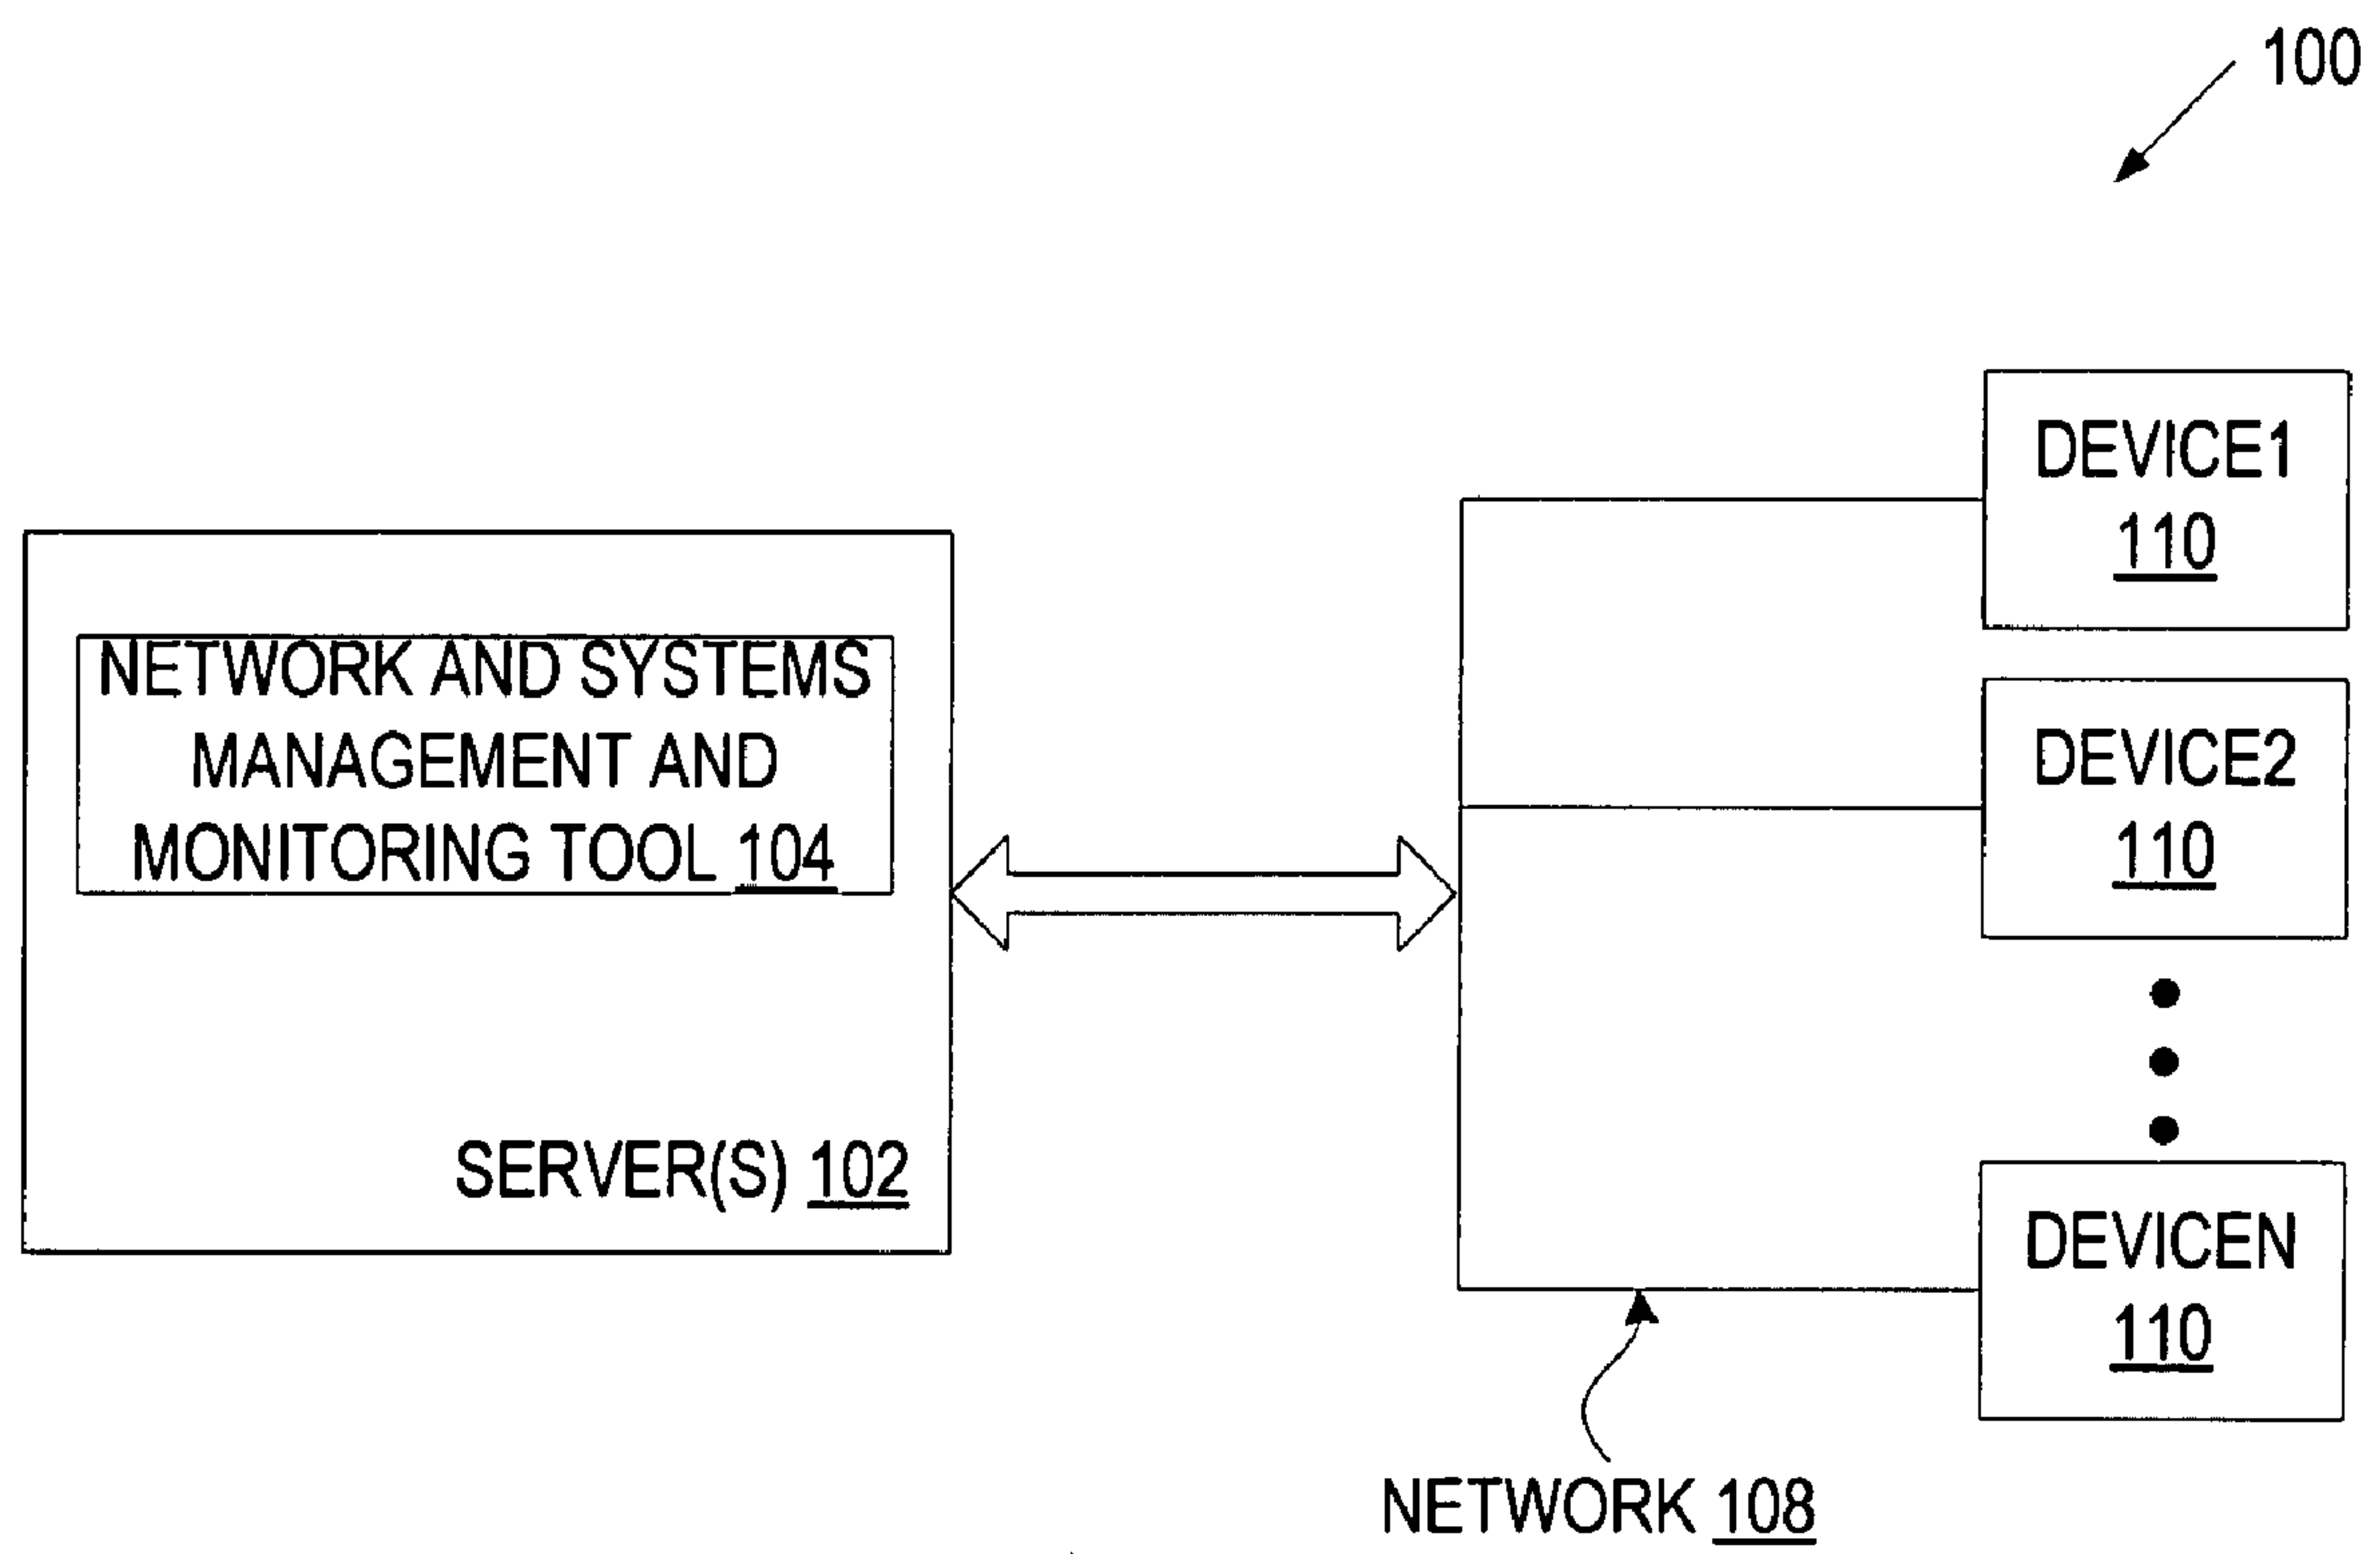 100
DEVICE1
110
NETWORK AND SYSTEMS
MANAGEMENT AND
MONITORING TOOL 104
DEVICE2
110
SERVER(S) 102
DEVICEN
110
NETWORK 108